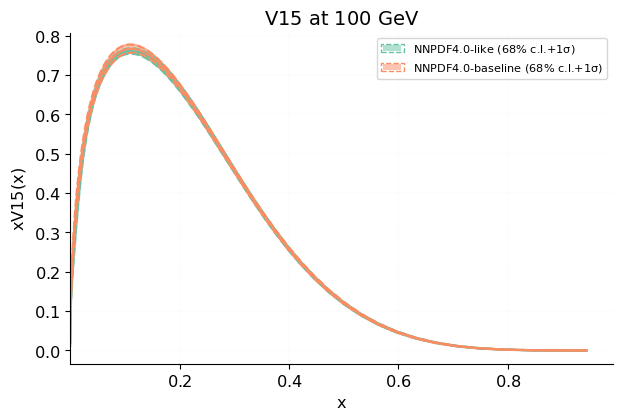 V15 at 100 GeV
NNPDF4.0-like (68% c.l.+1σ)
NNPDF4.0-baseline (68% c.l.+1σ)
xV15(x)
0.8
0.7
0.6
0.5
0.4
0.3
0.2
0.1
0.0
0.2 0.4 0.6 0.8
x